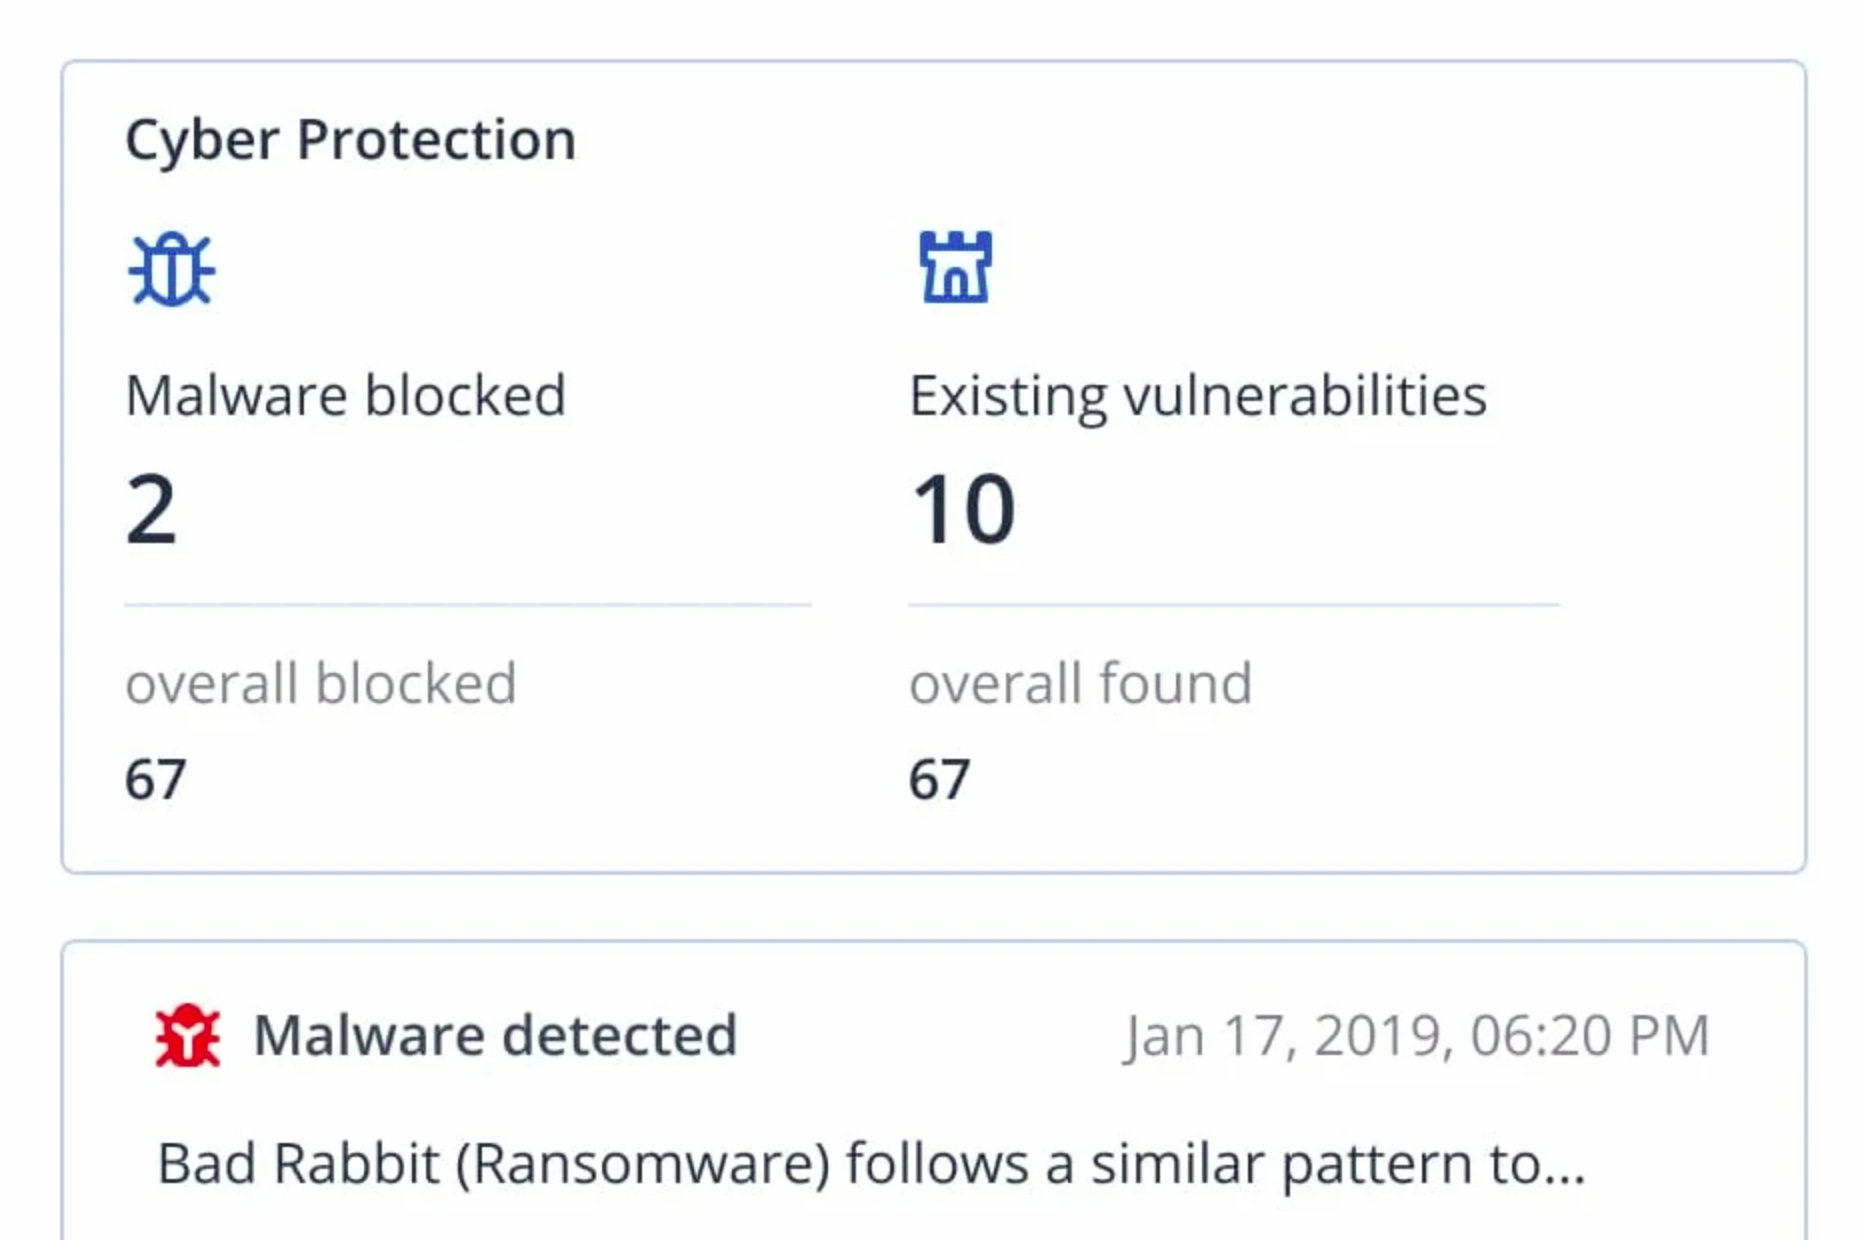 Cyber Protection
Malware blocked
Existing vulnerabilities
2
10
overall blocked
overall found
67
67
Malware detected
Jan 17, 2019, 06:20 PM
Bad Rabbit (Ransomware) follows a similar pattern to...